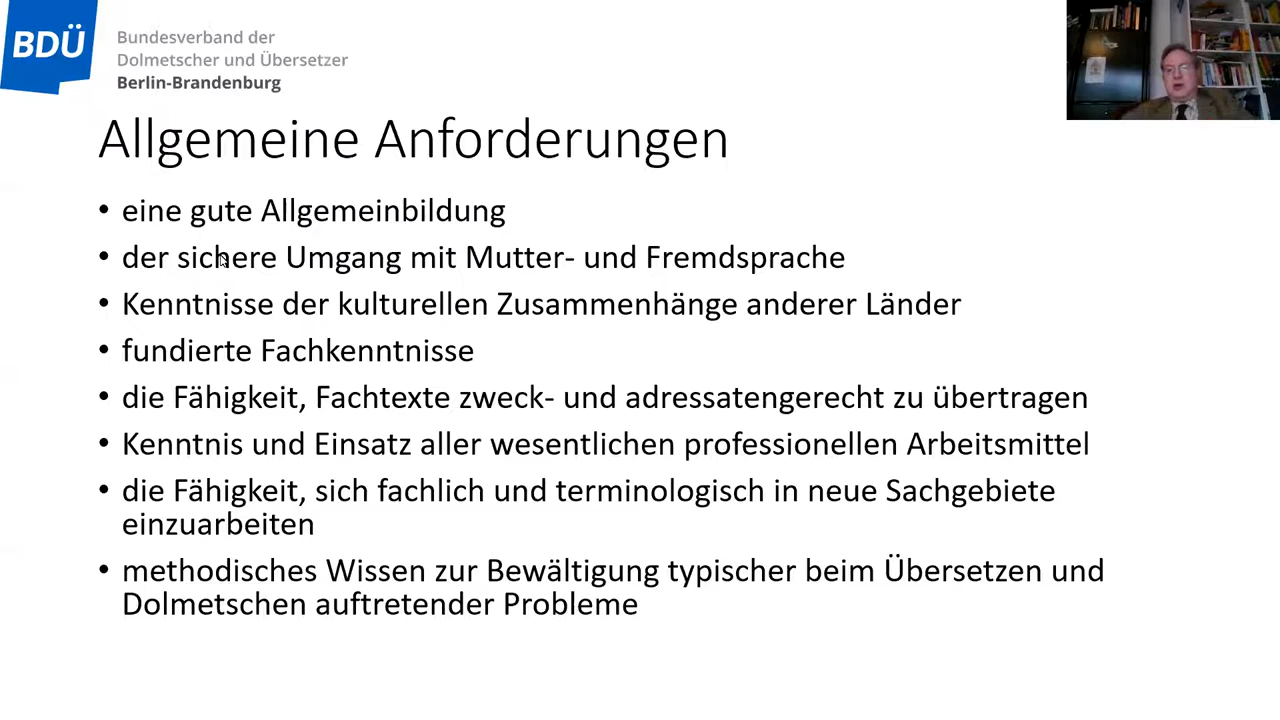 BDÜ
Bundesverband der
Dolmetscher und Übersetzer
Berlin-Brandenburg
Allgemeine Anforderungen
• eine gute Allgemeinbildung
• der sichere Umgang mit Mutter- und Fremdsprache
• Kenntnisse der kulturellen Zusammenhänge anderer Länder
• fundierte Fachkenntnisse
• die Fähigkeit, Fachtexte zweck- und adressatengerecht zu übertragen
• Kenntnis und Einsatz aller wesentlichen professionellen Arbeitsmittel
• die Fähigkeit, sich fachlich und terminologisch in neue Sachgebiete
einzuarbeiten
• methodisches Wissen zur Bewältigung typischer beim Übersetzen und
Dolmetschen auftretender Probleme